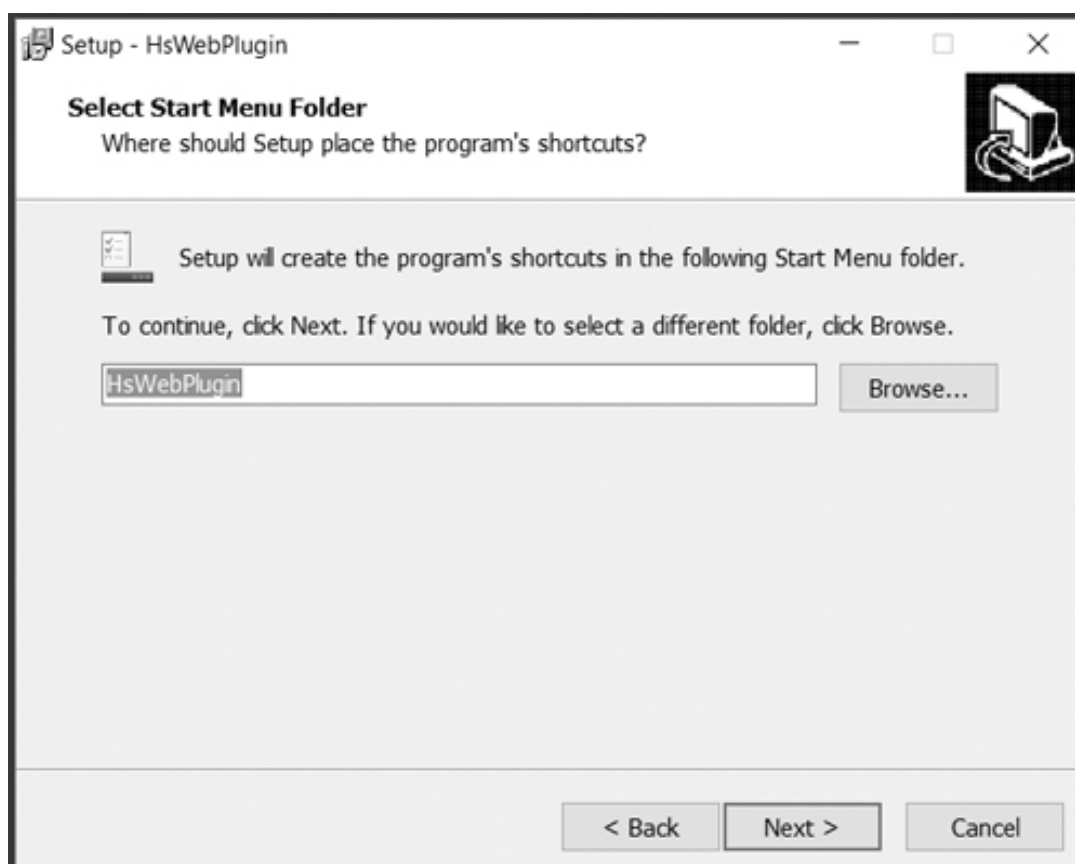 Setup - HsWebPlugin
Select Start Menu Folder
Where should Setup place the program's shortcuts?
Setup will create the program's shortcuts in the following Start Menu folder.
To continue, click Next. If you would like to select a different folder, click Browse.
HsWebPlugin
Browse...
< Back
Next >
Cancel